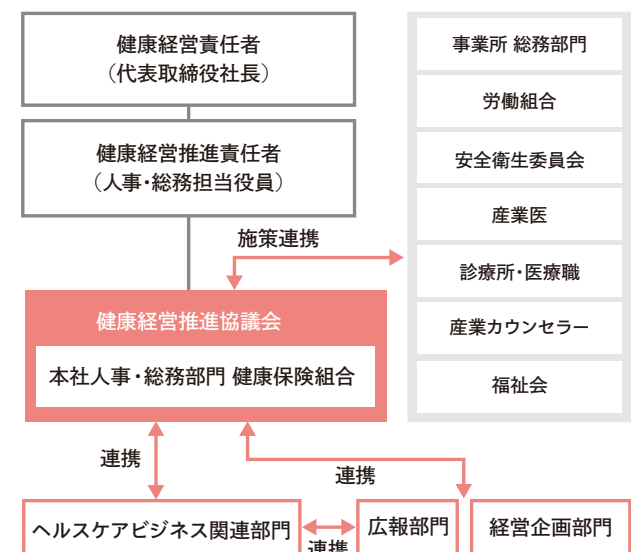 健康経営責任者
（代表取締役社長）
健康経営推進責任者
（人事・総務担当役員）
施策連携
健康経営推進協議会
本社人事・総務部門 健康保険組合
事業所 総務部門
労働組合
安全衛生委員会
産業医
診療所・医療職
産業カウンセラー
福祉会
連携
連携
ヘルスケアビジネス関連部門
連携
広報部門
経営企画部門